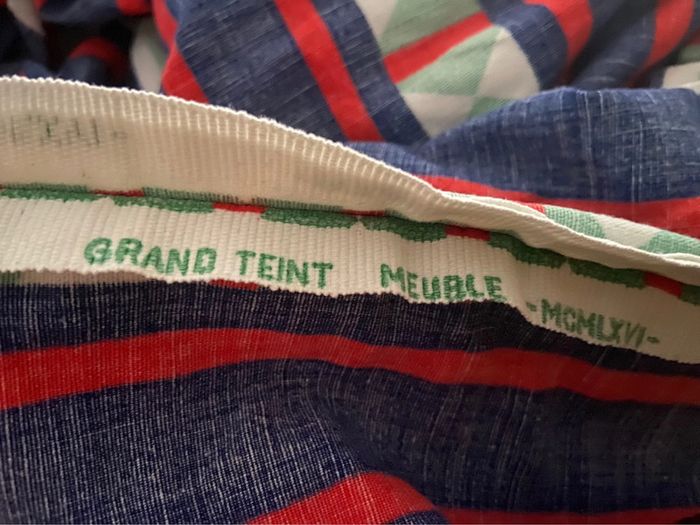 GRAND TEINT MEUBLE -MCMLXVI-